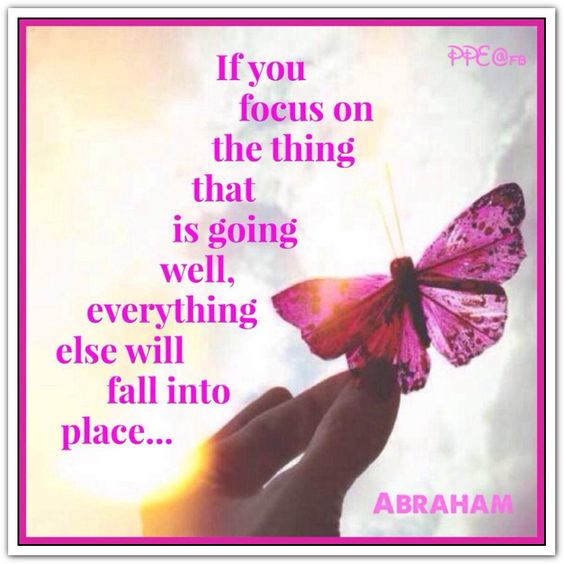 PPE@FB
If you
focus on
the thing
that
is going
well,
everything
else will
fall into
place...
ABRAHAM